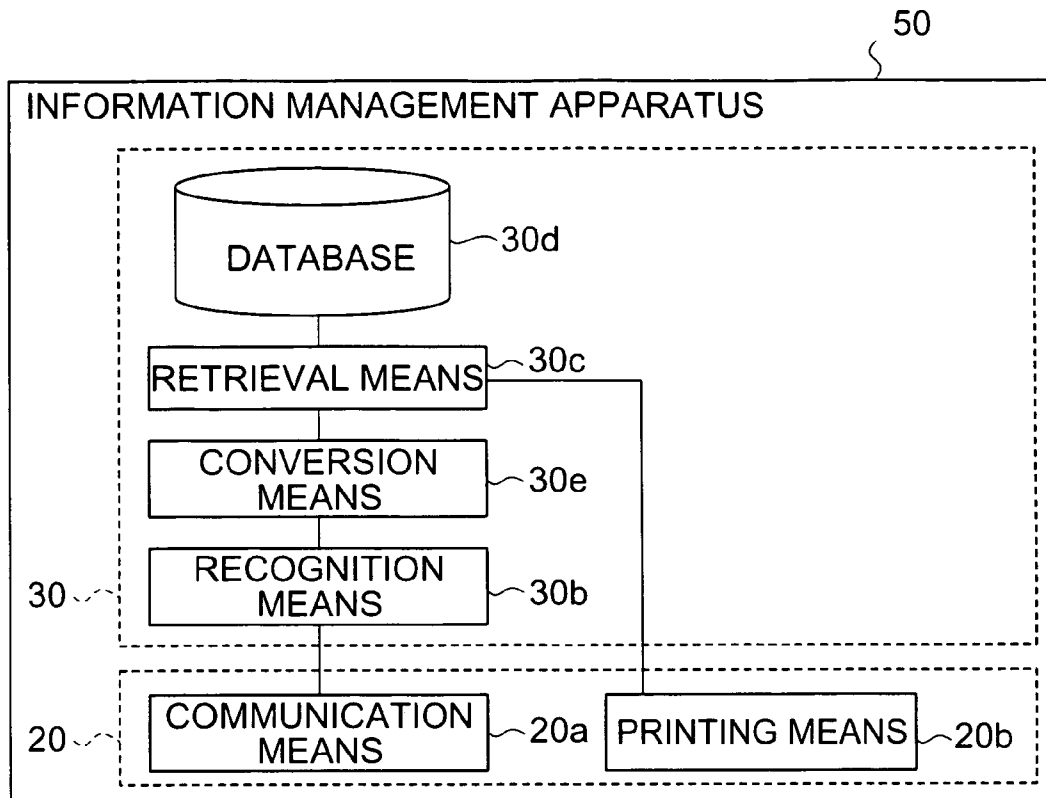 50
INFORMATION MANAGEMENT APPARATUS
DATABASE
30d
RETRIEVAL MEANS
30c
CONVERSION
MEANS
30e
RECOGNITION
MEANS
30b
30
COMMUNICATION
MEANS
20a
PRINTING MEANS
20b
20